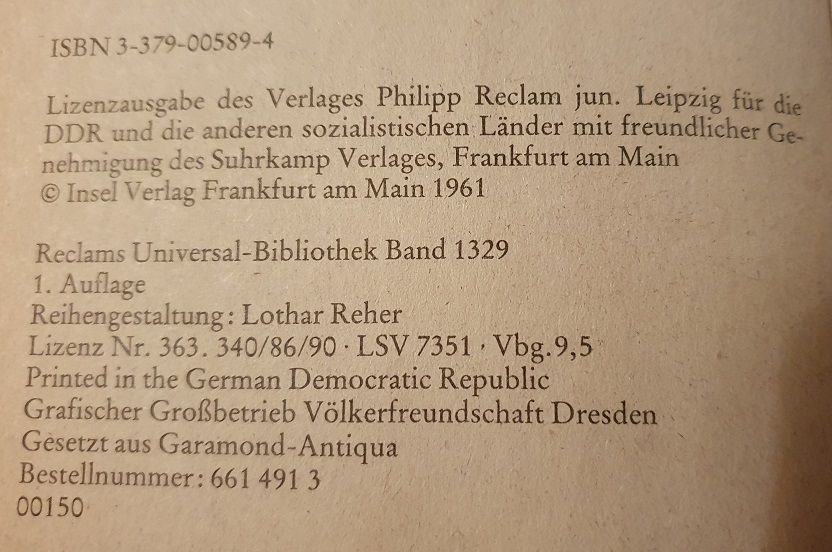 ISBN 3-379-00589-4
Lizenzausgabe des Verlages Philipp Reclam jun. Leipzig für die
DDR und die anderen sozialistischen Länder mit freundlicher Ge-
nehmigung des Suhrkamp Verlages, Frankfurt am Main
© Insel Verlag Frankfurt am Main 1961
Reclams Universal-Bibliothek Band 1329
1. Auflage
Reihengestaltung: Lothar Reher
Lizenz Nr. 363. 340/86/90 · LSV 7351 · Vbg.9,5
Printed in the German Democratic Republic
Grafischer Großbetrieb Völkerfreundschaft Dresden
Gesetzt aus Garamond-Antiqua
Bestellnummer: 661 491 3
00150